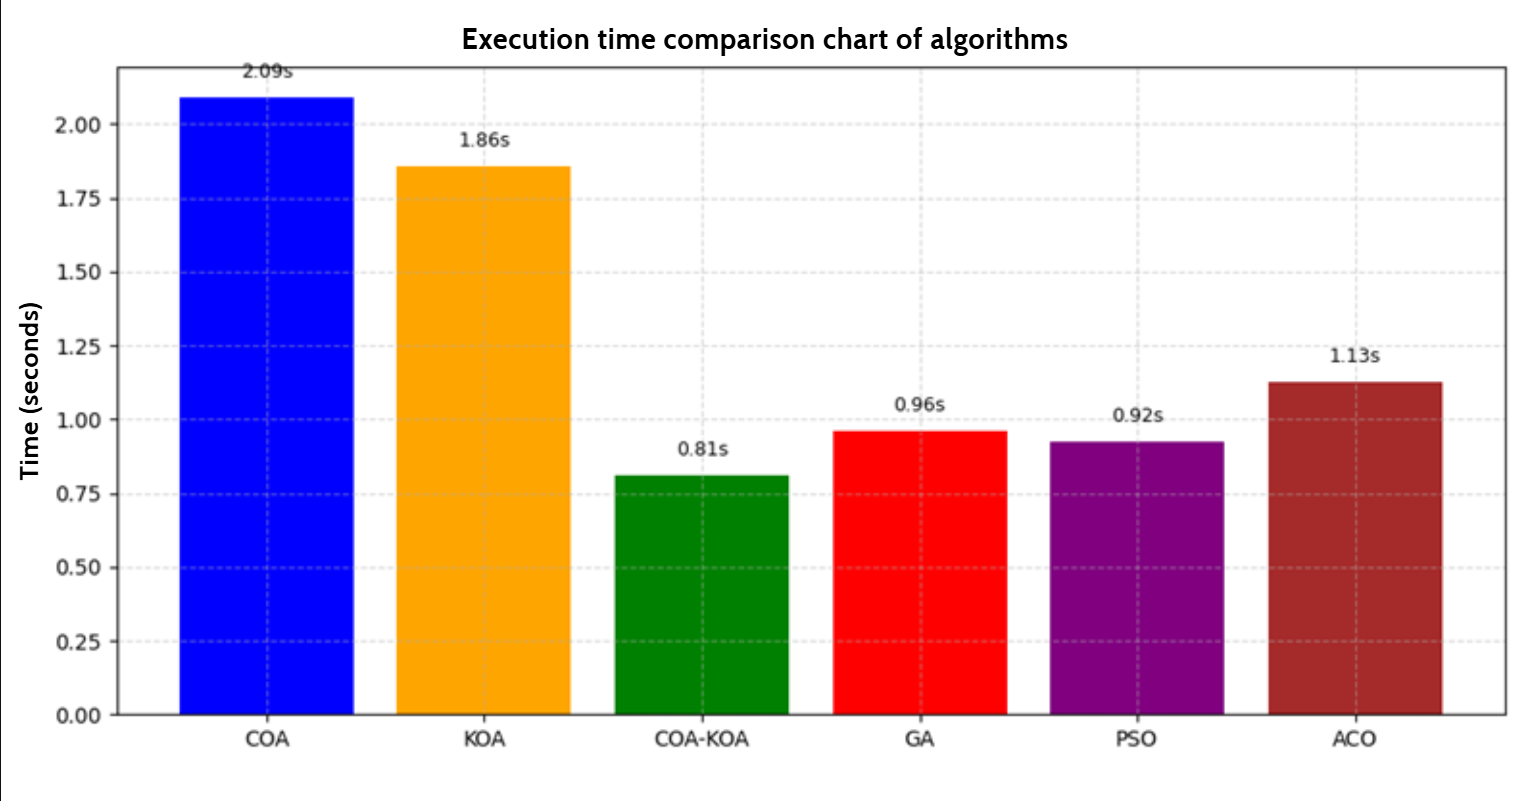 Execution time comparison chart of algorithms
2.09s
2.00
1.86s
1.75
1.50
1.25
1.13s
1.00
0.96s
0.92s
0.81s
0.75
0.50
0.25
0.00
Time (seconds)
COA KOA COA-KOA GA PSO ACO